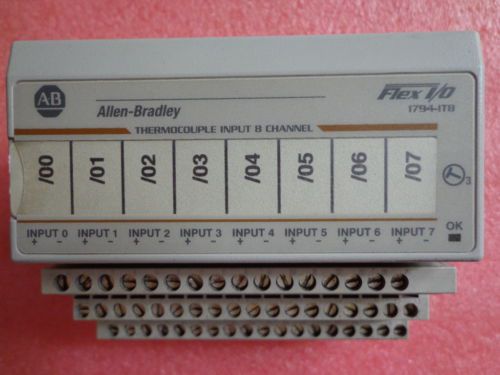 AB Allen-Bradley Flex I/O
1794-IT8
THERMOCOUPLE INPUT 8 CHANNEL
/00 /01 /02 /03 /04 /05 /06 /07
3
INPUT 0 INPUT 1 INPUT 2 INPUT 3 INPUT 4 INPUT 5 INPUT 6 INPUT 7 OK
+ - + - + - + - + - + - + - + -